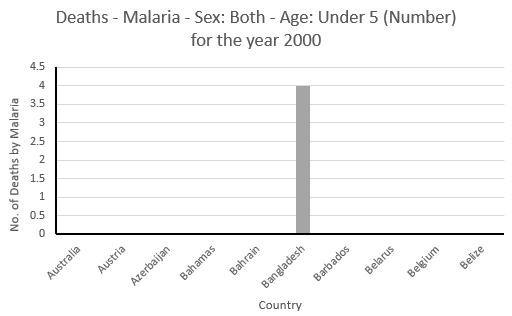 Deaths - Malaria - Sex: Both - Age: Under 5 (Number)
for the year 2000
No. of Deaths by Malaria
4.5
4
3.5
3
2.5
2
1.5
1
0.5
0
Australia
Austria
Azerbaijan
Bahamas
Bahrain
Bangladesh
Barbados
Belarus
Belgium
Belize
Country